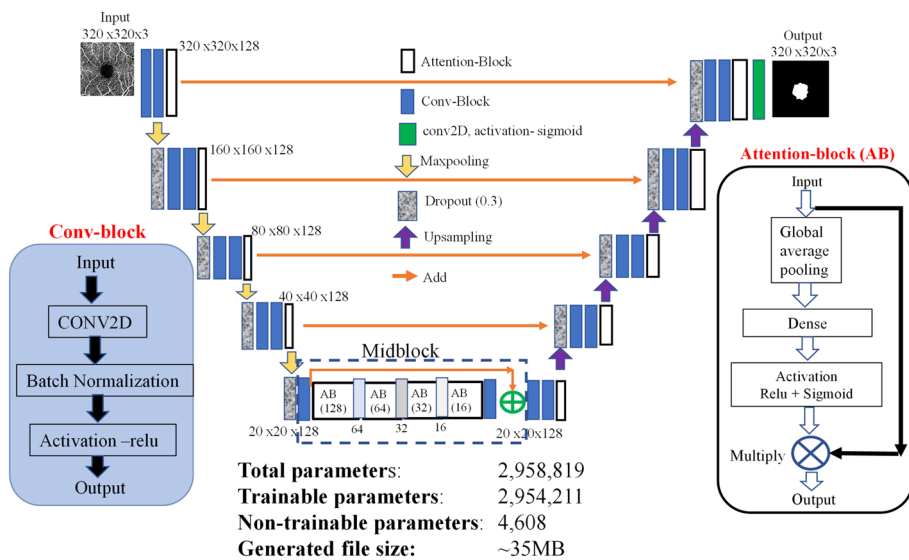 Input
320 x320x3
320 x320x128
Output
320 x320x3
Attention-Block
Conv-Block
conv2D, activation- sigmoid
Maxpooling
Dropout (0.3)
Upsampling
Add
160 x160 x128
80 x80 x128
40 x40 x128
Conv-block
Input
CONV2D
Batch Normalization
Activation –relu
Output
Midblock
AB
(128)
AB
(64)
AB
(32)
AB
(16)
20 x20 x128
64
32
16
20 x20x128
Attention-block (AB)
Input
Global
average
pooling
Dense
Activation
Relu + Sigmoid
Multiply
Output
Total parameters: 2,958,819
Trainable parameters: 2,954,211
Non-trainable parameters: 4,608
Generated file size: ~35MB